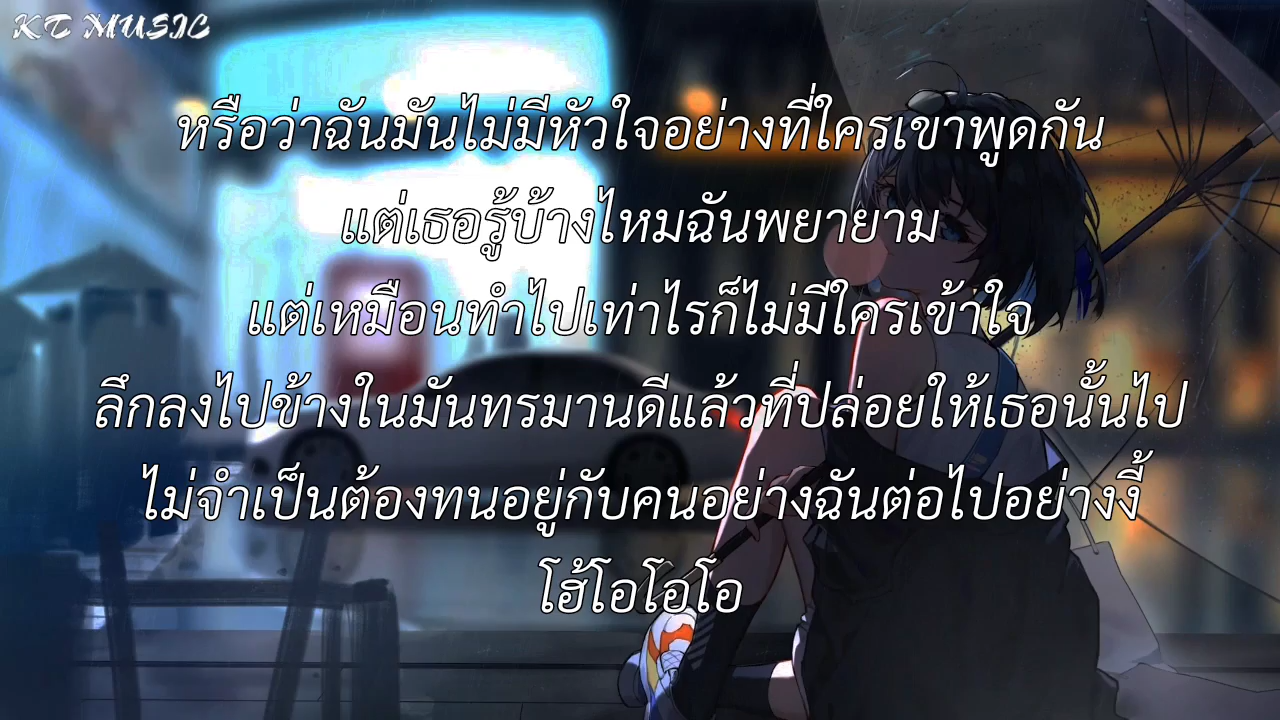 KT MUSIC
หรือว่าฉันมันไม่มีหัวใจอย่างที่ใครเขาพูดกัน
แต่เธอรู้บ้างไหมฉันพยายาม
แต่เหมือนทำไปเท่าไรก็ไม่มีใครเข้าใจ
ลึกลงไปข้างในมันทรมานดีแล้วที่ปล่อยให้เธอนั้นไป
ไม่จำเป็นต้องทนอยู่กับคนอย่างฉันต่อไปอย่างงี้
โฮ้โอโอโอ